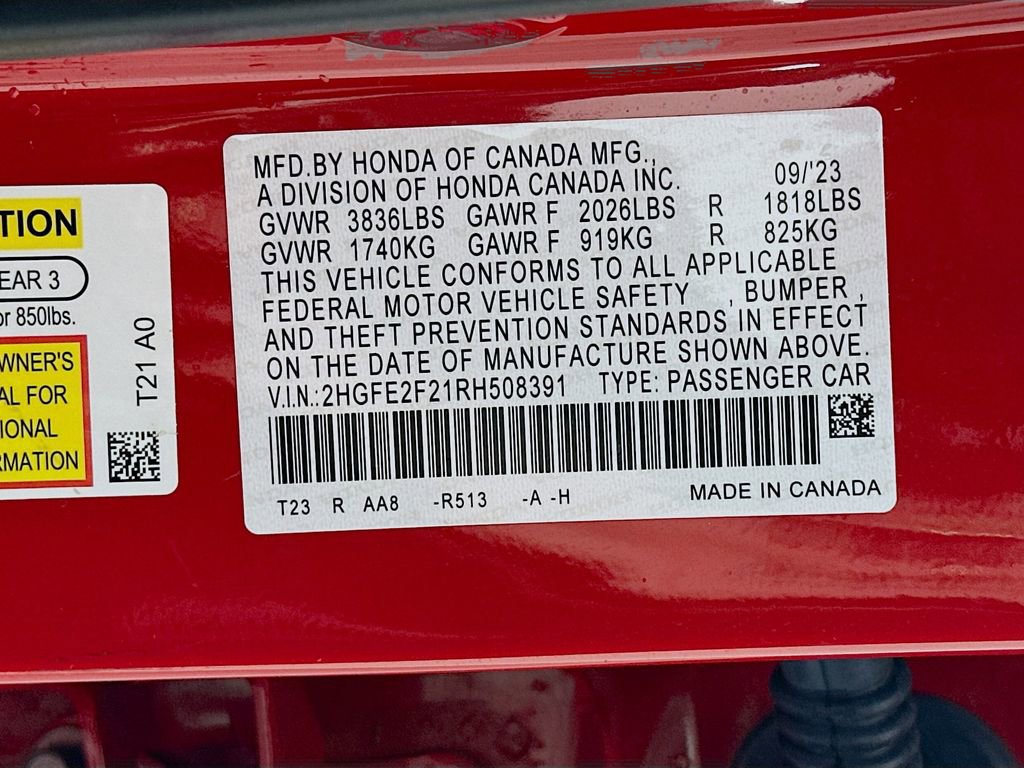 TION
EAR 3
or 850lbs.
WNER'S
AL FOR
IONAL
RMATION
T21 A0
MFD.BY HONDA OF CANADA MFG.,
A DIVISION OF HONDA CANADA INC. 09/'23
GVWR 3836LBS GAWR F 2026LBS R 1818LBS
GVWR 1740KG GAWR F 919KG R 825KG
THIS VEHICLE CONFORMS TO ALL APPLICABLE
FEDERAL MOTOR VEHICLE SAFETY , BUMPER ,
AND THEFT PREVENTION STANDARDS IN EFFECT
ON THE DATE OF MANUFACTURE SHOWN ABOVE.
V.I.N.:2HGFE2F21RH508391 TYPE: PASSENGER CAR
T23 R AA8 -R513 -A -H MADE IN CANADA